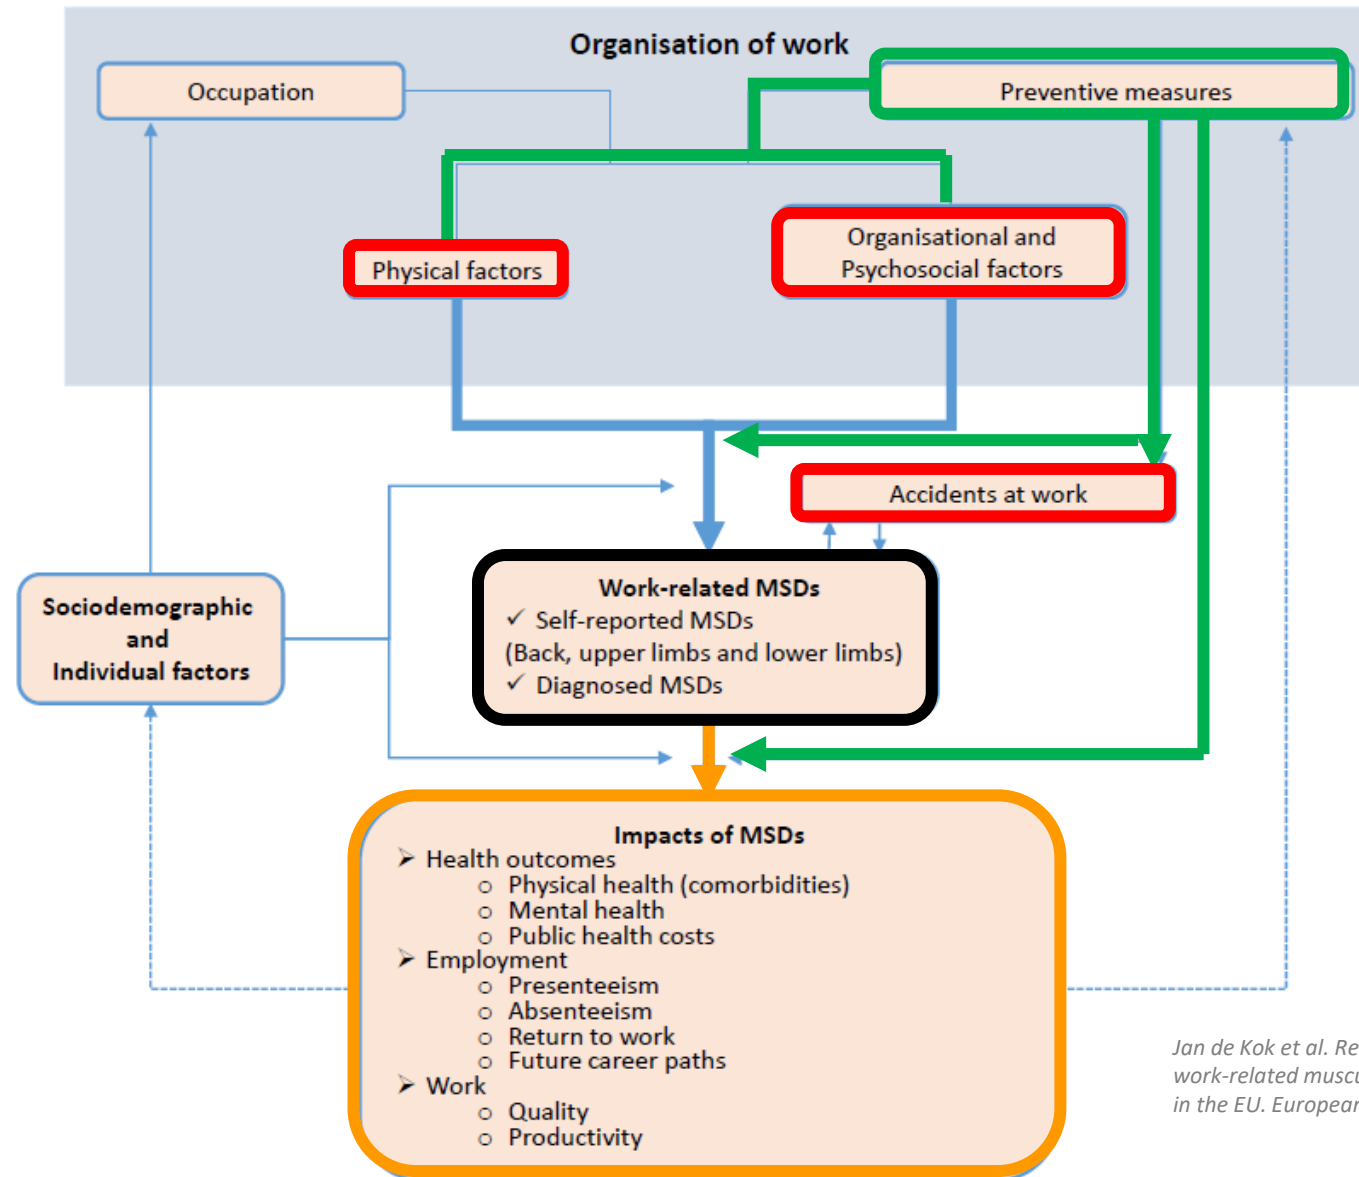 Organisation of work
Occupation
Preventive measures
Physical factors
Organisational and
Psychosocial factors
Accidents at work
Sociodemographic
and
Individual factors
Work-related MSDs
✓ Self-reported MSDs
(Back, upper limbs and lower limbs)
✓ Diagnosed MSDs
Impacts of MSDs
➢ Health outcomes
o Physical health (comorbidities)
o Mental health
o Public health costs
➢ Employment
o Presenteeism
o Absenteeism
o Return to work
o Future career paths
➢ Work
o Quality
o Productivity
Jan de Kok et al. Re
work-related muscu
in the EU. European